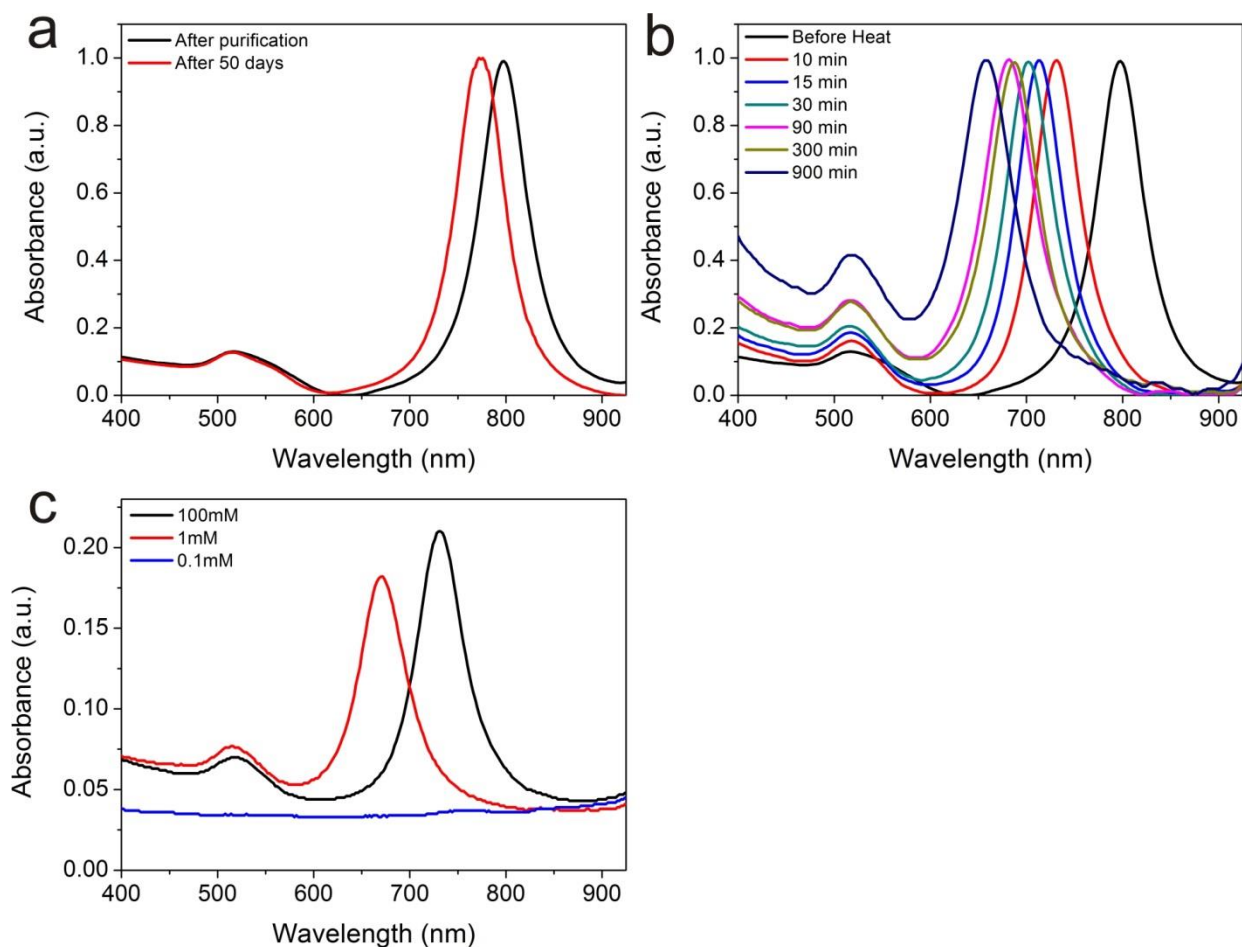 a
After purification
After 50 days
1.0
0.8
0.6
0.4
0.2
0.0
Absorbance (a.u.)
400 500 600 700 800 900
Wavelength (nm)
b
Before Heat
10 min
15 min
30 min
90 min
300 min
900 min
1.0
0.8
0.6
0.4
0.2
0.0
Absorbance (a.u.)
400 500 600 700 800 900
Wavelength (nm)
c
100mM
1mM
0.1mM
0.20
0.15
0.10
0.05
0.00
Absorbance (a.u.)
400 500 600 700 800 900
Wavelength (nm)